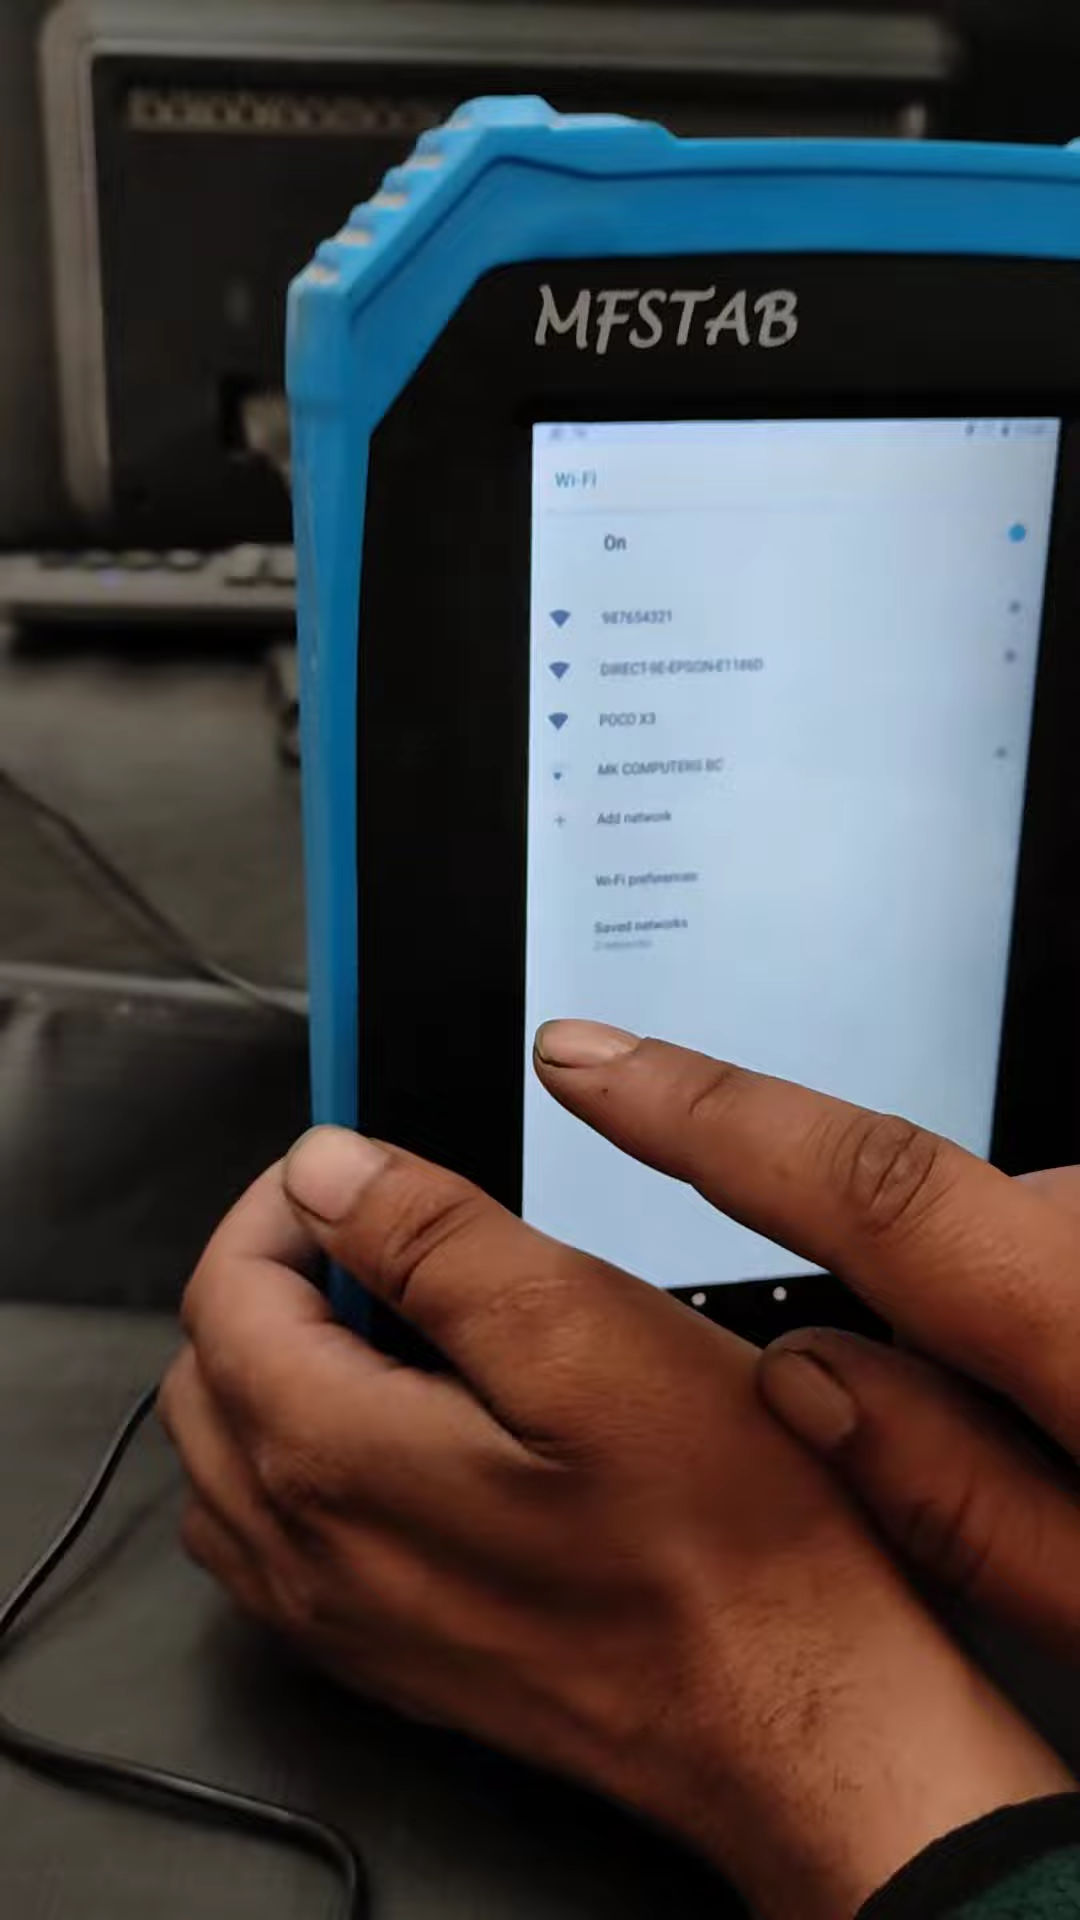 MFSTAB
Wi-Fi
On
987654321
DIRECT-9E-EPSON-E1186D
POCO X3
MK COMPUTERS BC
Add network
Wi-Fi preferences
Saved networks